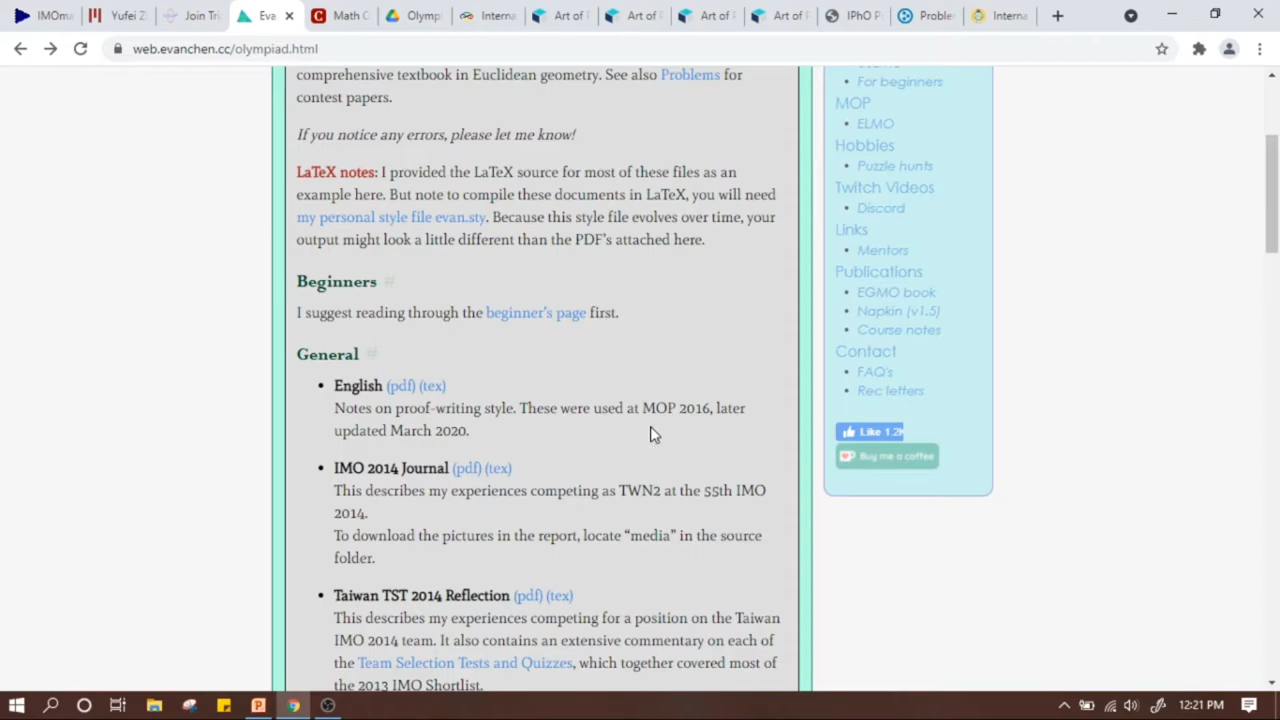 IMOma
Yufei Z
Join Tri
Eva
Math C
Olymp
Interna
Art of
Art of
Art of
Art of
IPhO P
Proble
Interna
web.evanchen.cc/olympiad.html
comprehensive textbook in Euclidean geometry. See also Problems for
contest papers.
If you notice any errors, please let me know!
LaTeX notes: I provided the LaTeX source for most of these files as an
example here. But note to compile these documents in LaTeX, you will need
my personal style file evan.sty. Because this style file evolves over time, your
output might look a little different than the PDF's attached here.
Beginners #
I suggest reading through the beginner's page first.
General #
• English (pdf) (tex)
Notes on proof-writing style. These were used at MOP 2016, later
updated March 2020.
• IMO 2014 Journal (pdf) (tex)
This describes my experiences competing as TWN2 at the 55th IMO
2014.
To download the pictures in the report, locate “media” in the source
folder.
• Taiwan TST 2014 Reflection (pdf) (tex)
This describes my experiences competing for a position on the Taiwan
IMO 2014 team. It also contains an extensive commentary on each of
the Team Selection Tests and Quizzes, which together covered most of
the 2013 IMO Shortlist.
• For beginners
MOP
• ELMO
Hobbies
• Puzzle hunts
Twitch Videos
• Discord
Links
• Mentors
Publications
• EGMO book
• Napkin (v1.5)
• Course notes
Contact
• FAQ's
• Rec letters
Like 1.2K
Buy me a coffee
12:21 PM